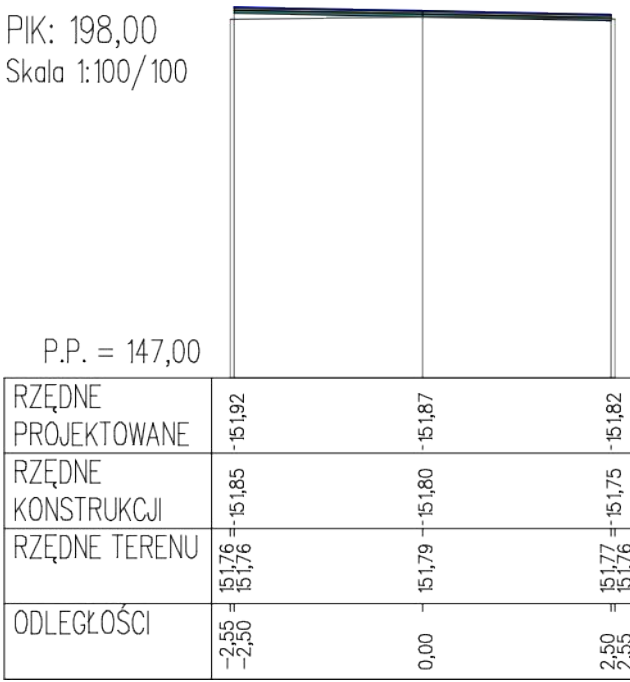 PIK: 198,00
Skala 1:100/100
P.P. = 147,00
RZĘDNE
PROJEKTOWANE
151,92
151,87
151,82
RZĘDNE
KONSTRUKCJI
151,85
151,80
151,75
RZĘDNE TERENU
151,76
151,76
151,79
151,77
151,76
ODLEGŁOŚCI
-2,55
-2,50
0,00
2,50
2,55